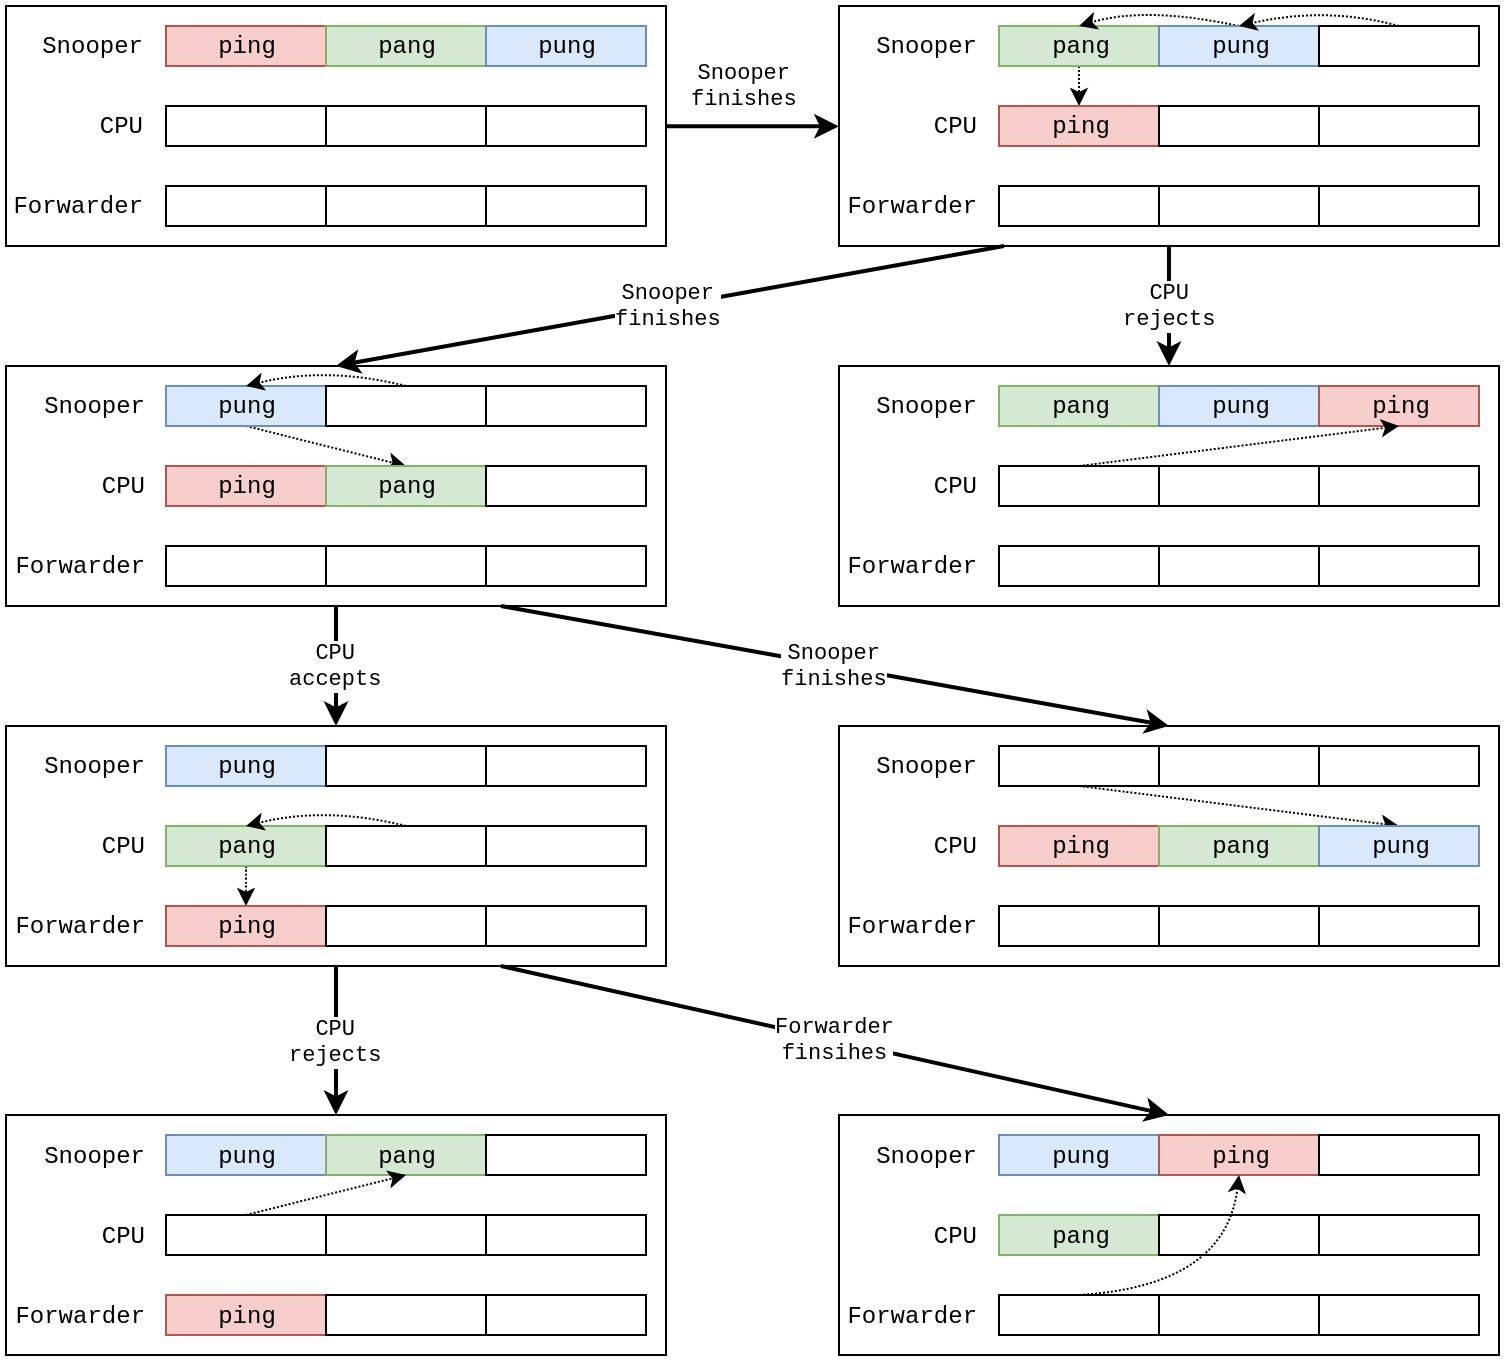 Snooper ping pang pung
CPU
Forwarder
Snooper
finishes
Snooper pang pung
CPU ping
Forwarder
Snooper
finishes
CPU
rejects
Snooper pung
CPU ping pang
Forwarder
Snooper pang pung ping
CPU
Forwarder
CPU
accepts
Snooper
finishes
Snooper pung
CPU pang
Forwarder ping
Snooper
CPU ping pang pung
Forwarder
CPU
rejects
Forwarder
finsihes
Snooper pung pang
CPU
Forwarder ping
Snooper pung ping
CPU pang
Forwarder